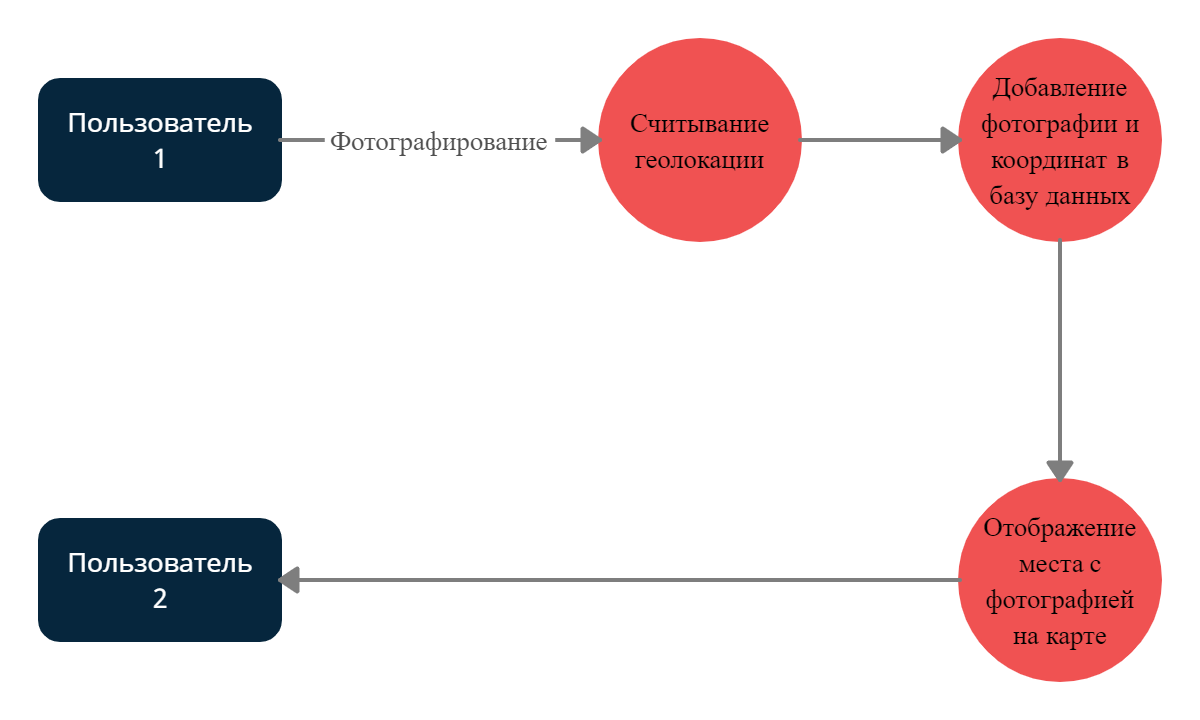 Пользователь
1
Фотографирование
Считывание
геолокации
Добавление
фотографии и
координат в
базу данных
Отображение
места с
фотографией
на карте
Пользователь
2